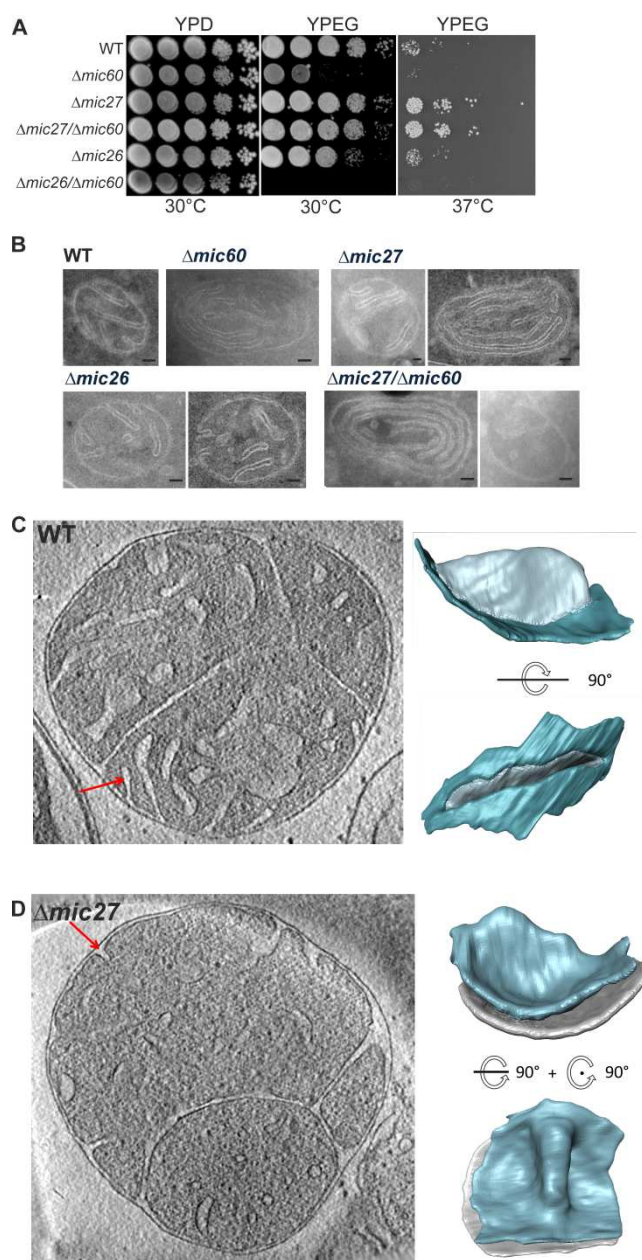 A
YPD YPEG YPEG
WT
Δmic60
Δmic27
Δmic27/Δmic60
Δmic26
Δmic26/Δmic60
30°C 30°C 37°C
B
WT Δmic60 Δmic27
Δmic26 Δmic27/Δmic60
C
WT
90°
D
Δmic27
90° + 90°